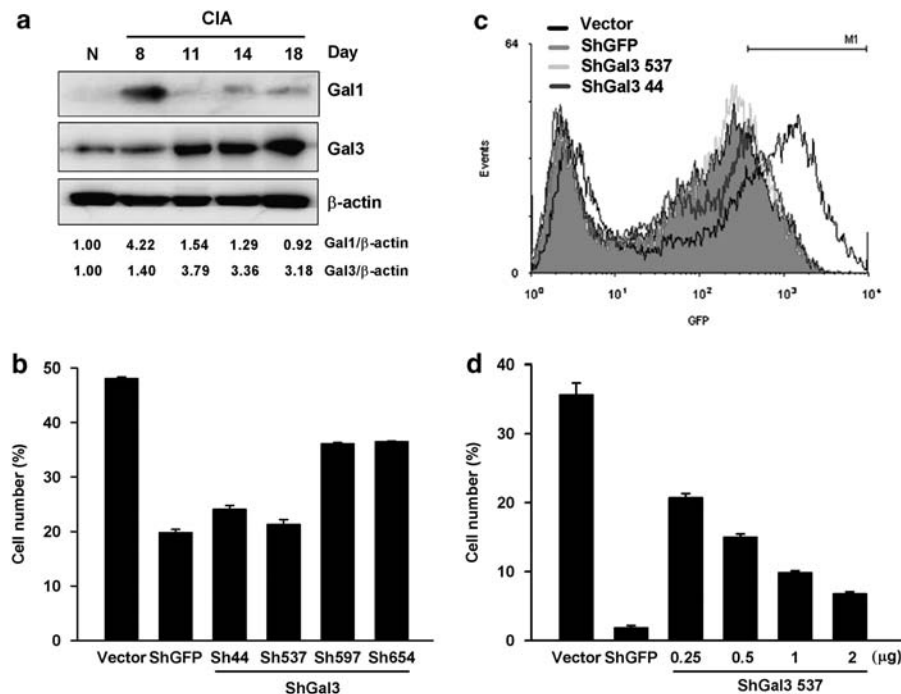 a
CIA
N 8 11 14 18 Day
Gal1
Gal3
β-actin
1.00 4.22 1.54 1.29 0.92 Gal1/β-actin
1.00 1.40 3.79 3.36 3.18 Gal3/β-actin
c
Vector
ShGFP
ShGal3 537
ShGal3 44
M1
64
Events
0
10⁰ 10¹ 10² 10³ 10⁴
GFP
b
50
40
30
20
10
0
Cell number (%)
Vector ShGFP Sh44 Sh537 Sh597 Sh654
ShGal3
d
40
30
20
10
0
Cell number (%)
Vector ShGFP 0.25 0.5 1 2 (μg)
ShGal3 537